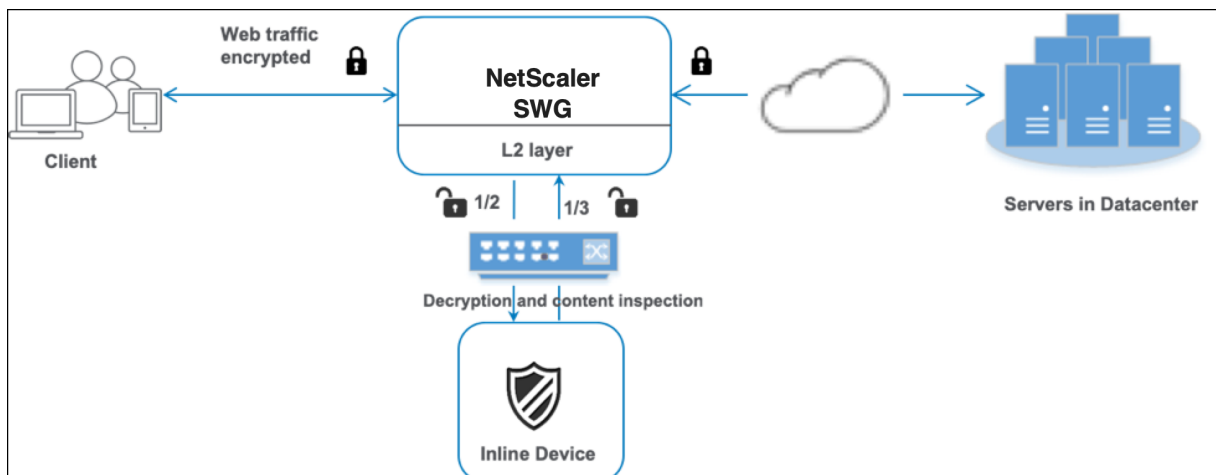 Web traffic
encrypted
NetScaler
SWG
L2 layer
Client
1/2
1/3
Servers in Datacenter
Decryption and content inspection
Inline Device